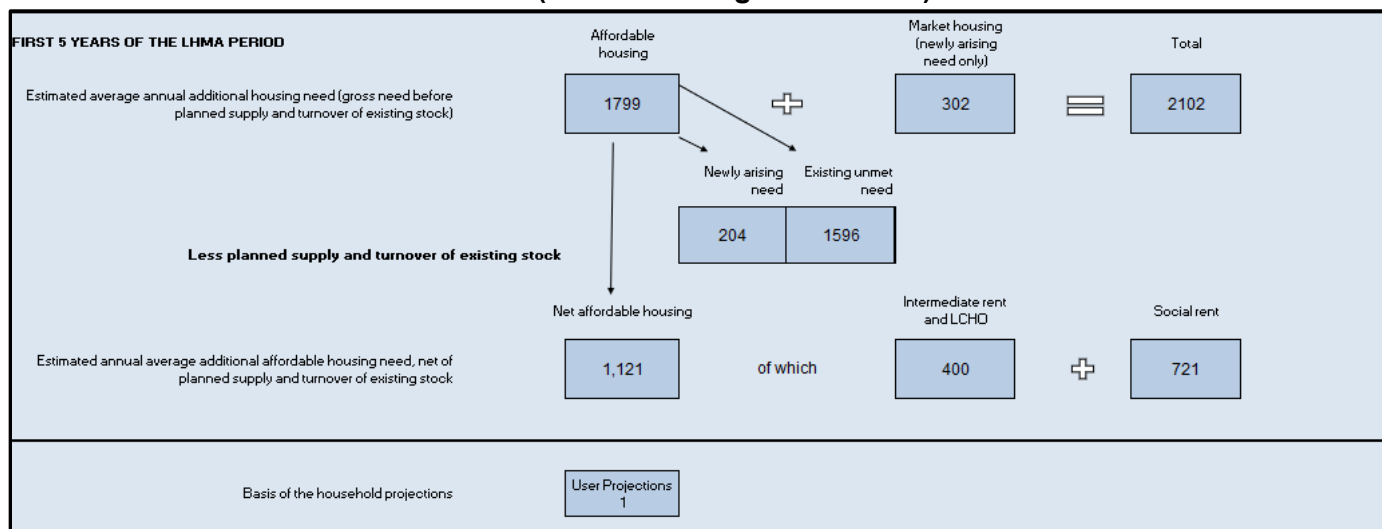 FIRST 5 YEARS OF THE LHMA PERIOD
Affordable
housing
Market housing
(newly arising
need only)
Total
Estimated average annual additional housing need (gross need before
planned supply and turnover of existing stock)
1799
302
2102
Newly arising
need
Existing unmet
need
204
1596
Less planned supply and turnover of existing stock
Net affordable housing
Intermediate rent
and LCHO
Social rent
Estimated annual average additional affordable housing need, net of
planned supply and turnover of existing stock
1,121
of which
400
721
Basis of the household projections
User Projections
1